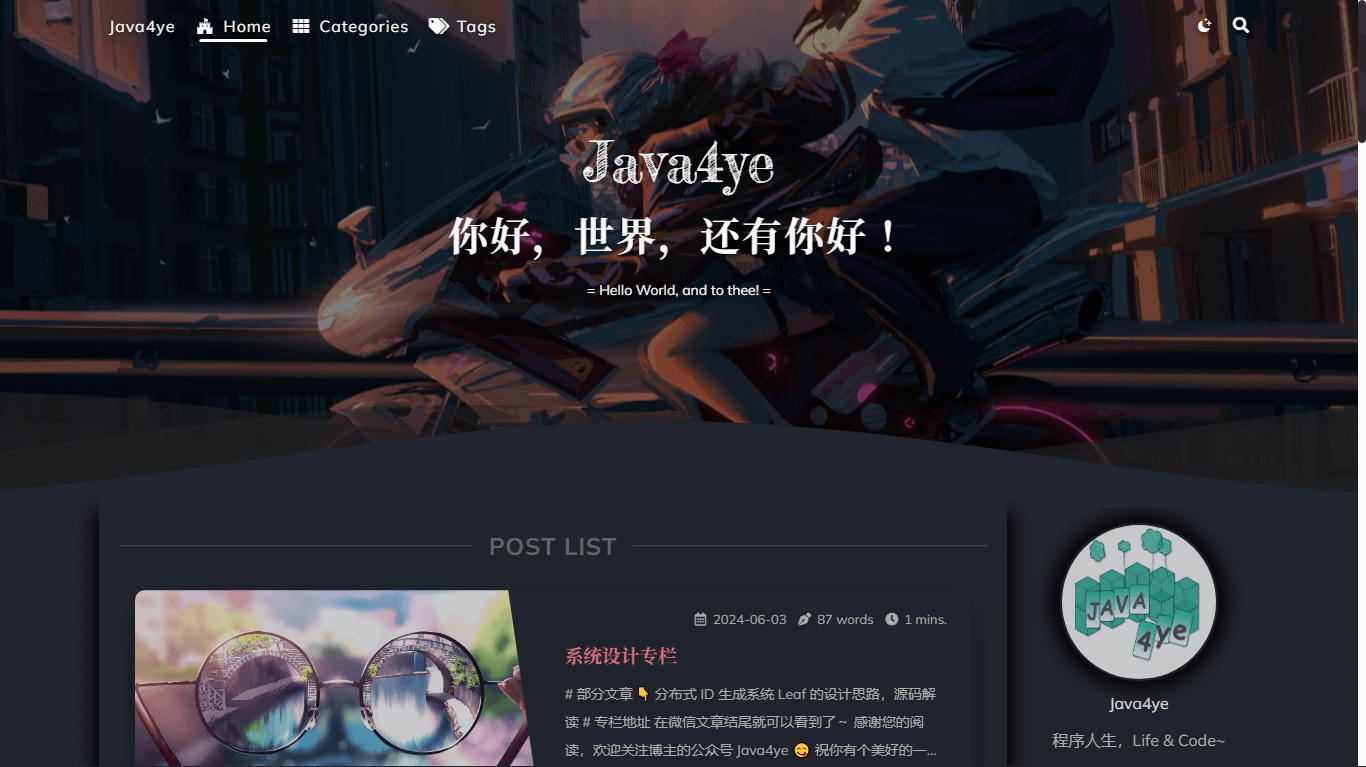 Java4ye Home Categories Tags
Java4ye
你好，世界，还有你好！
= Hello World, and to thee! =
POST LIST
2024-06-03 87 words 1 mins.
系统设计专栏
# 部分文章 👇 分布式 ID 生成系统 Leaf 的设计思路，源码解
读 # 专栏地址 在微信文章结尾就可以看到了～ 感谢您的阅
读，欢迎关注博主的公众号 Java4ye 😋 祝你有个美好的一...
JAVA
4ye
Java4ye
程序人生，Life & Code~